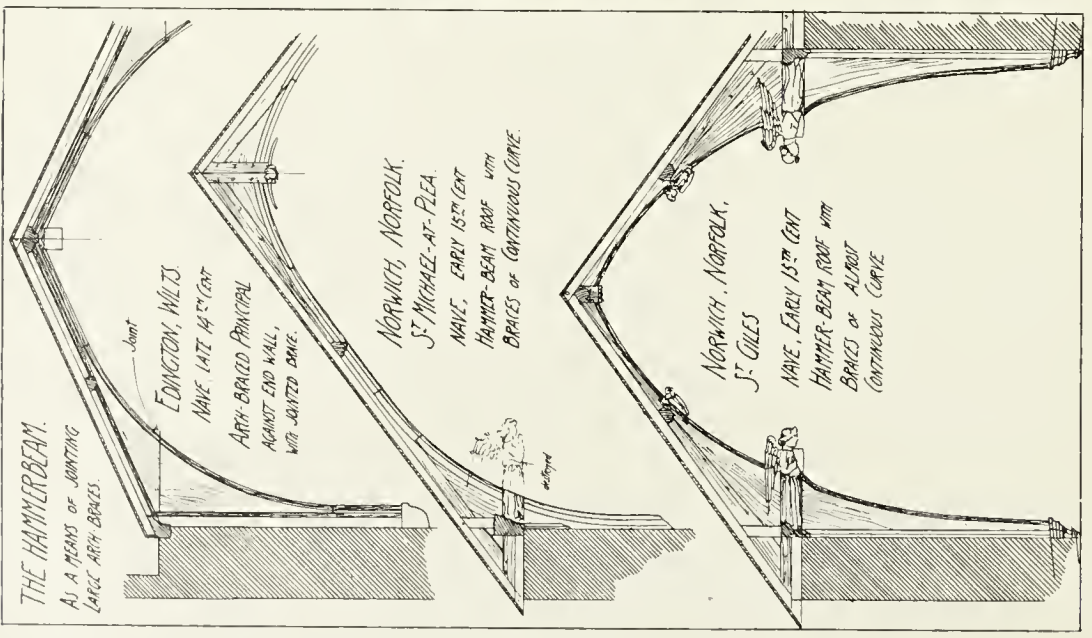 THE HAMMERBEAM.
AS A MEANS OF JOINTING
LARGE ARCH BRACES.
Joint
EDINGTON, WILTS.
NAVE. LATE 14TH CENT
ARCH-BRACED PRINCIPAL
AGAINST END WALL,
WITH JOINTED BRACE.
NORWICH, NORFOLK.
ST MICHAEL-AT-PLEA.
NAVE, EARLY 15TH CENT
HAMMER-BEAM ROOF WITH
BRACES OF CONTINUOUS CURVE.
destroyed
NORWICH, NORFOLK,
ST GILES
NAVE, EARLY 15TH CENT
HAMMER-BEAM ROOF WITH
BRACES OF ALMOST
CONTINUOUS CURVE